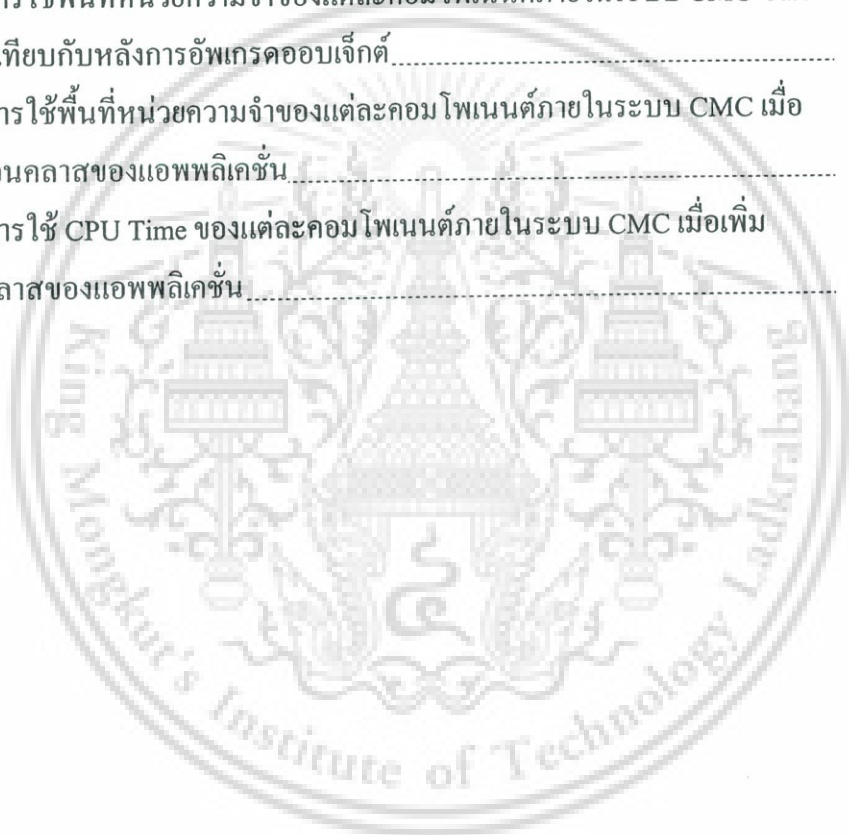 เทียบกับหลังการอัพเกรดออบเจ็กต์
ารใช้พื้นที่หน่วยความจำของแต่ละคอมโพเนนต์ภายในระบบ CMC เมื่อ
วนคลาสของแอพพลิเคชั่น
ารใช้ CPU Time ของแต่ละคอมโพเนนต์ภายในระบบ CMC เมื่อเพิ่ม
ลาสของแอพพลิเคชั่น
King Mongkut's Institute of Technology Ladkrabang